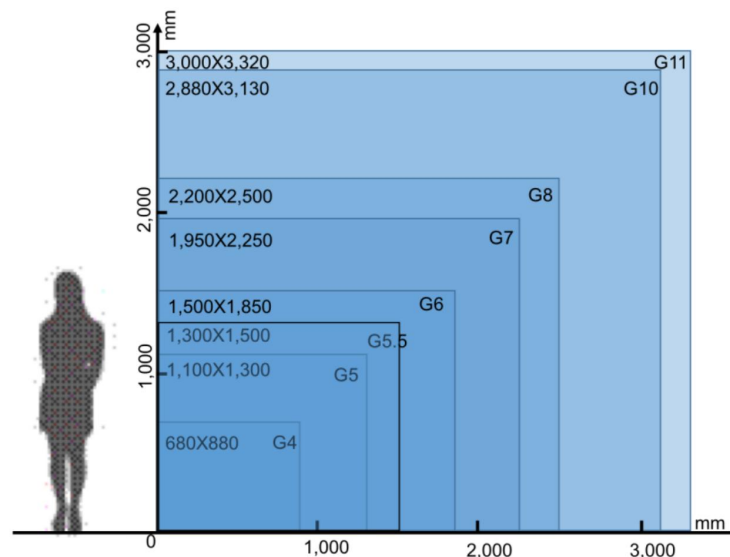 mm
3,000
3,000X3,320 G11
2,880X3,130 G10
2,200X2,500 G8
2,000
1,950X2,250 G7
1,500X1,850 G6
1,300X1,500 G5.5
1,100X1,300 G5
1,000
680X880 G4
mm
0 1,000 2.000 3.000